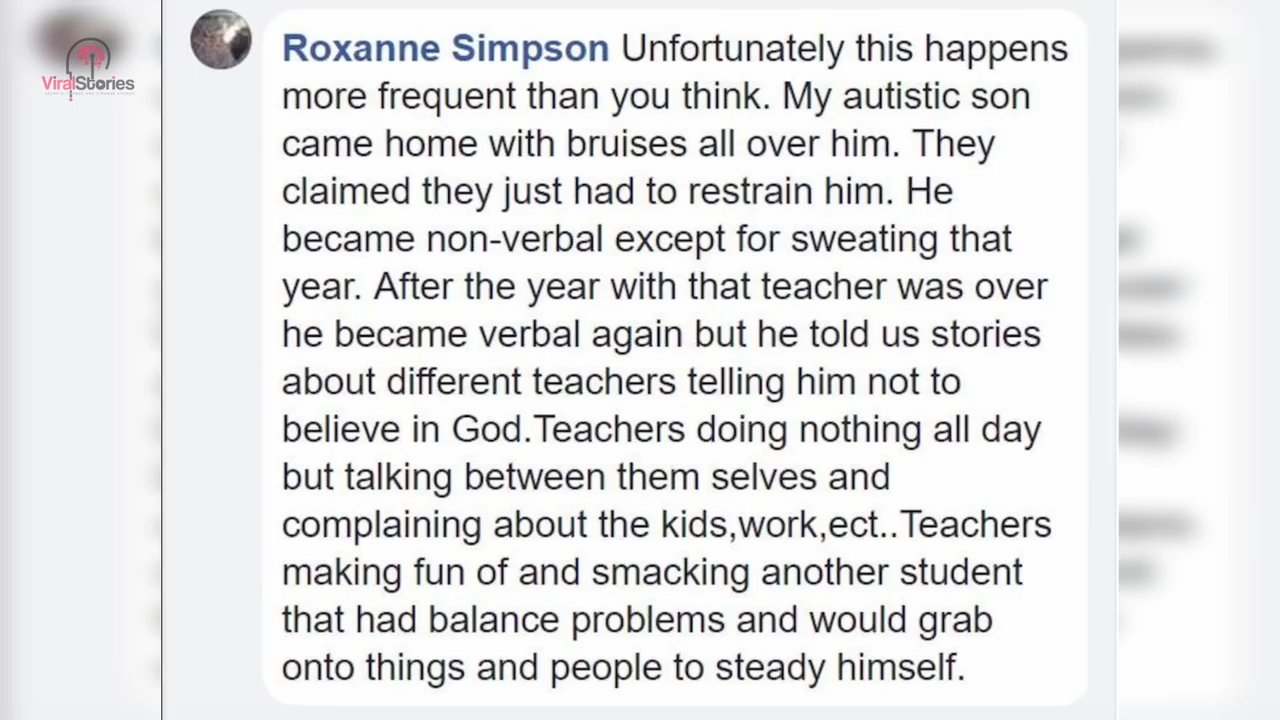 ViralStories
Roxanne Simpson Unfortunately this happens
more frequent than you think. My autistic son
came home with bruises all over him. They
claimed they just had to restrain him. He
became non-verbal except for sweating that
year. After the year with that teacher was over
he became verbal again but he told us stories
about different teachers telling him not to
believe in God.Teachers doing nothing all day
but talking between them selves and
complaining about the kids,work,ect..Teachers
making fun of and smacking another student
that had balance problems and would grab
onto things and people to steady himself.